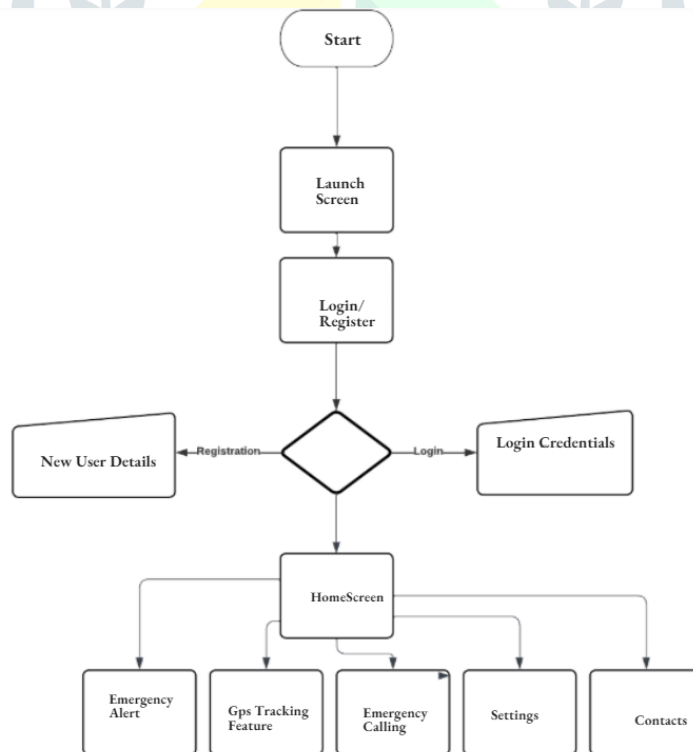 Start
Launch
Screen
Login/
Register
Registration
Login
New User Details
Login Credentials
HomeScreen
Emergency
Alert
Gps Tracking
Feature
Emergency
Calling
Settings
Contacts